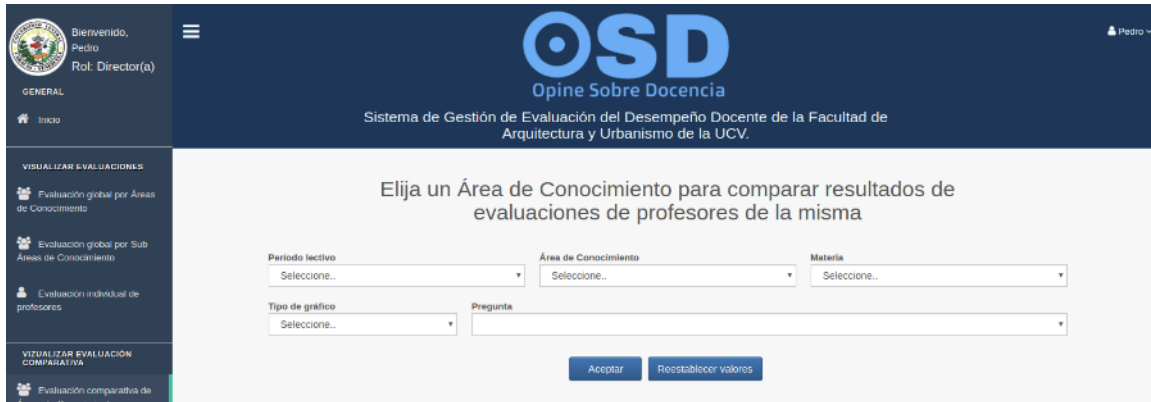 Bienvenido,
Pedro
Rol: Director(a)
GENERAL
Inicio
VISUALIZAR EVALUACIONES
Evaluación global por Áreas
de Conocimiento
Evaluación global por Sub
Áreas de Conocimiento
Evaluación individual de
profesores
VIZUALIZAR EVALUACIÓN
COMPARATIVA
Evaluación comparativa de
OSD
Opine Sobre Docencia
Pedro
Sistema de Gestión de Evaluación del Desempeño Docente de la Facultad de
Arquitectura y Urbanismo de la UCV.
Elija un Área de Conocimiento para comparar resultados de
evaluaciones de profesores de la misma
Periodo lectivo
Seleccione..
Área de Conocimiento
Seleccione..
Materia
Seleccione..
Tipo de gráfico
Seleccione..
Pregunta
Aceptar
Reestablecer valores